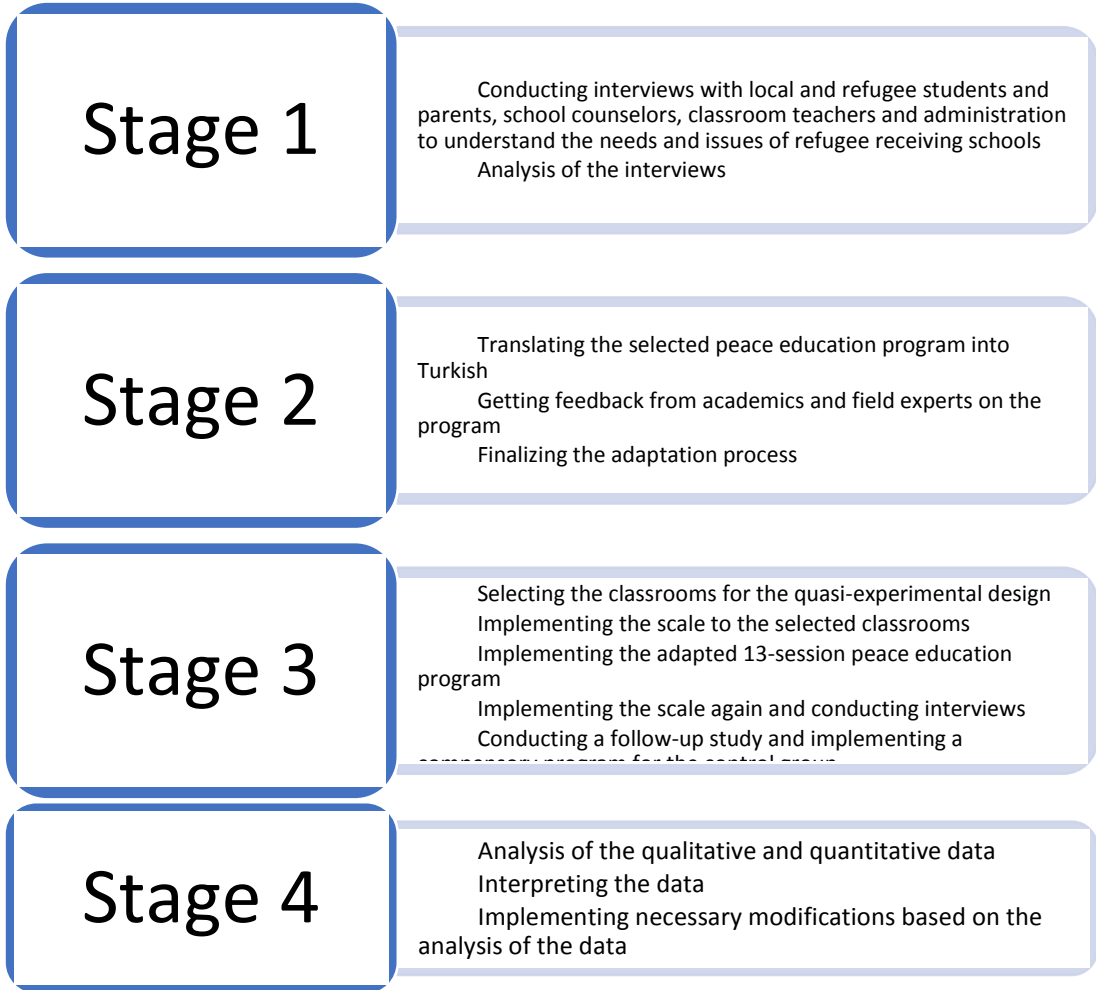 Stage 1
Conducting interviews with local and refugee students and
parents, school counselors, classroom teachers and administration
to understand the needs and issues of refugee receiving schools
Analysis of the interviews
Stage 2
Translating the selected peace education program into
Turkish
Getting feedback from academics and field experts on the
program
Finalizing the adaptation process
Stage 3
Selecting the classrooms for the quasi-experimental design
Implementing the scale to the selected classrooms
Implementing the adapted 13-session peace education
program
Implementing the scale again and conducting interviews
Conducting a follow-up study and implementing a
program for the control group
Stage 4
Analysis of the qualitative and quantitative data
Interpreting the data
Implementing necessary modifications based on the
analysis of the data